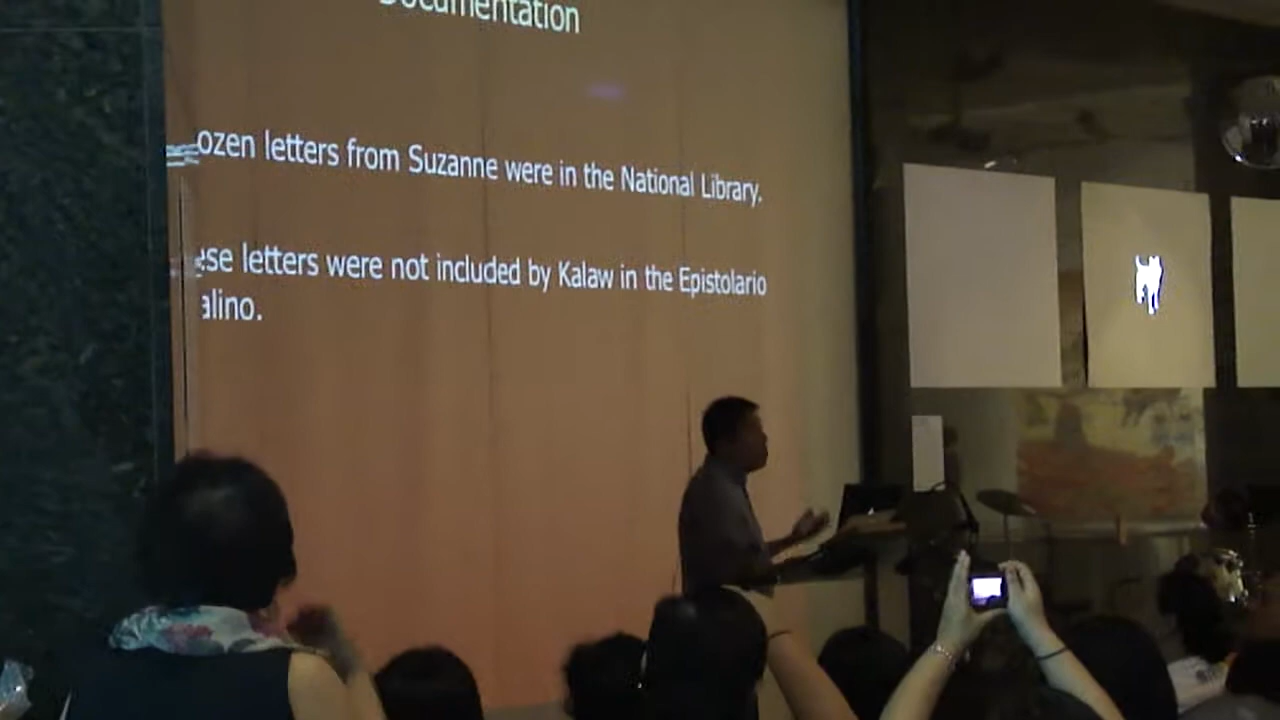 Documentation
ozen letters from Suzanne were in the National Library.
ese letters were not included by Kalaw in the Epistolario
alino.